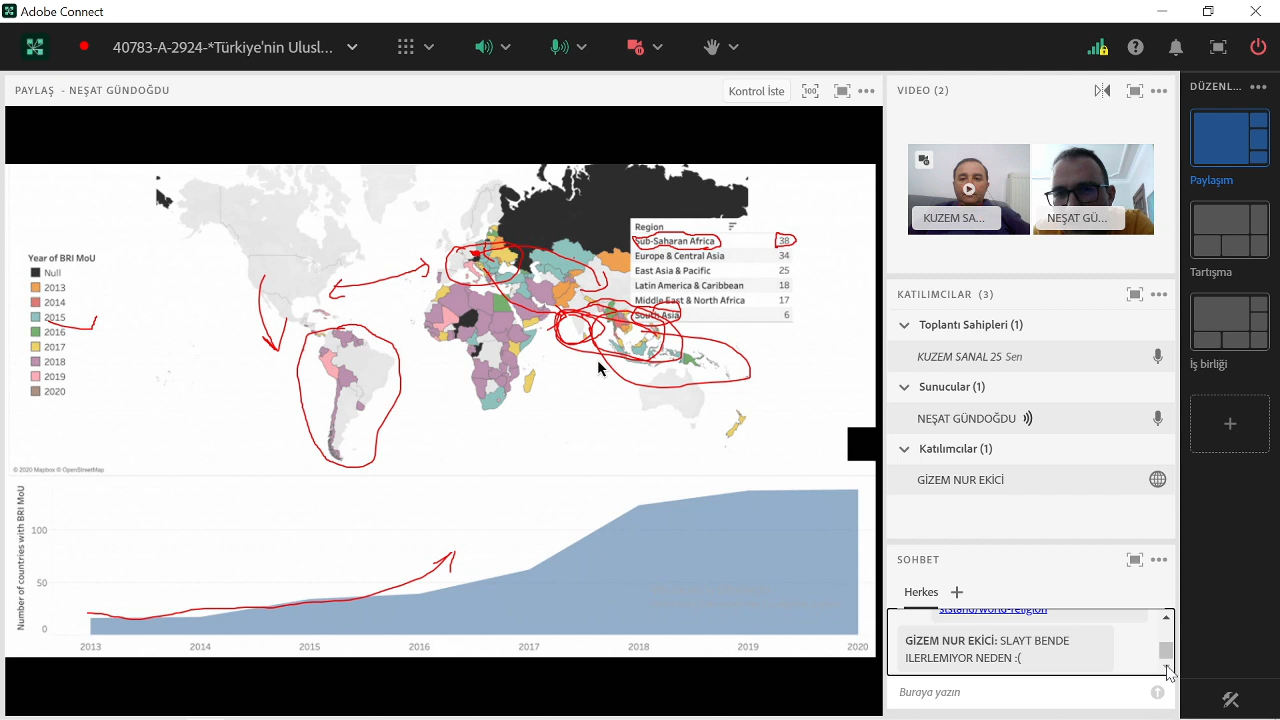 Adobe Connect
40783-A-2924-*Türkiye'nin Ulusl...
PAYLAŞ - NEŞAT GÜNDOĞDU
Kontrol İste
100
Year of BRI MoU
Null
2013
2014
2015
2016
2017
2018
2019
2020
Region
Sub-Saharan Africa 38
Europe & Central Asia 34
East Asia & Pacific 25
Latin America & Caribbean 18
Middle East & North Africa 17
South Asia 6
© 2020 Mapbox © OpenStreetMap
Number of countries with BRI MoU
100
50
0
2013 2014 2015 2016 2017 2018 2019 2020
VIDEO (2)
KUZEM SA...
NEŞAT GÜ...
KATILIMCILAR (3)
Toplantı Sahipleri (1)
KUZEM SANAL 25 Sen
Sunucular (1)
NEŞAT GÜNDOĞDU
Katılımcılar (1)
GİZEM NUR EKİCİ
SOHBET
Herkes
GİZEM NUR EKİCİ: SLAYT BENDE
ILERLEMIYOR NEDEN :(
Buraya yazın
DÜZENL...
Paylaşım
Tartışma
İş birliği